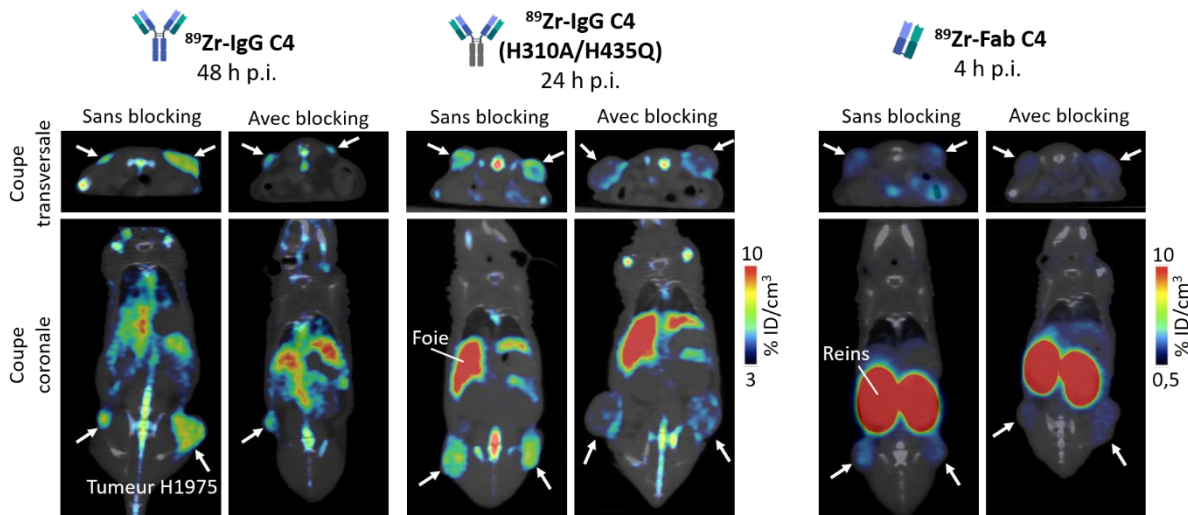 ⁸⁹Zr-IgG C4
48 h p.i.
⁸⁹Zr-IgG C4
(H310A/H435Q)
24 h p.i.
⁸⁹Zr-Fab C4
4 h p.i.
Sans blocking
Avec blocking
Sans blocking
Avec blocking
Sans blocking
Avec blocking
Coupe
transversale
Coupe
coronale
Tumeur H1975
Foie
Reins
10
% ID/cm³
3
10
% ID/cm³
0,5